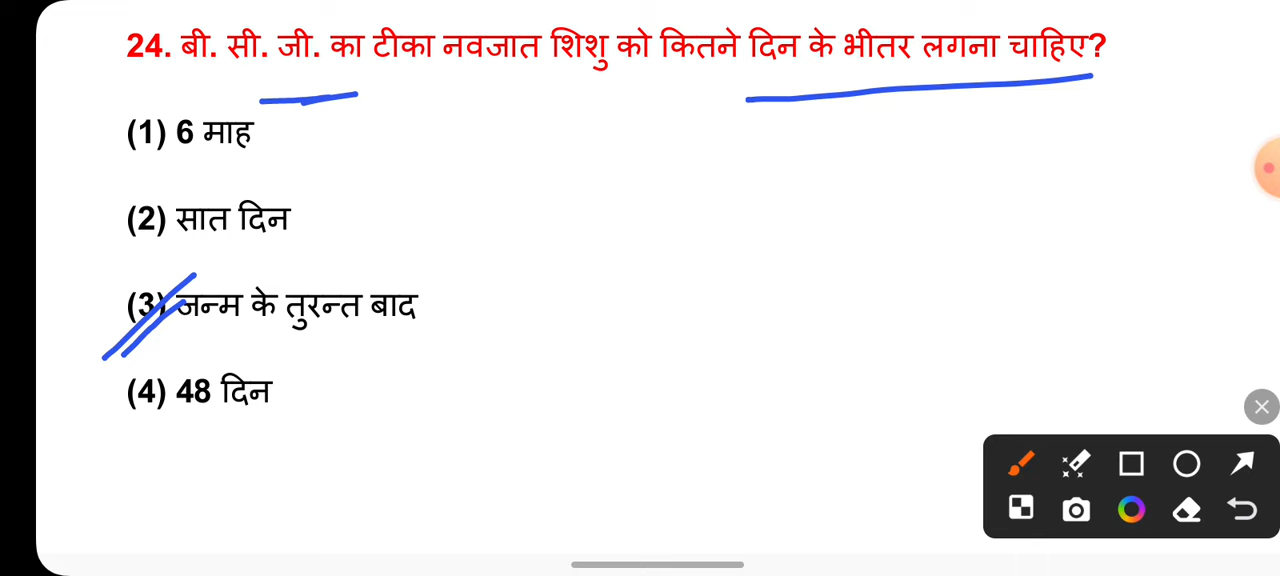 24. बी. सी. जी. का टीका नवजात शिशु को कितने दिन के भीतर लगना चाहिए?
(1) 6 माह
(2) सात दिन
(3) जन्म के तुरन्त बाद
(4) 48 दिन